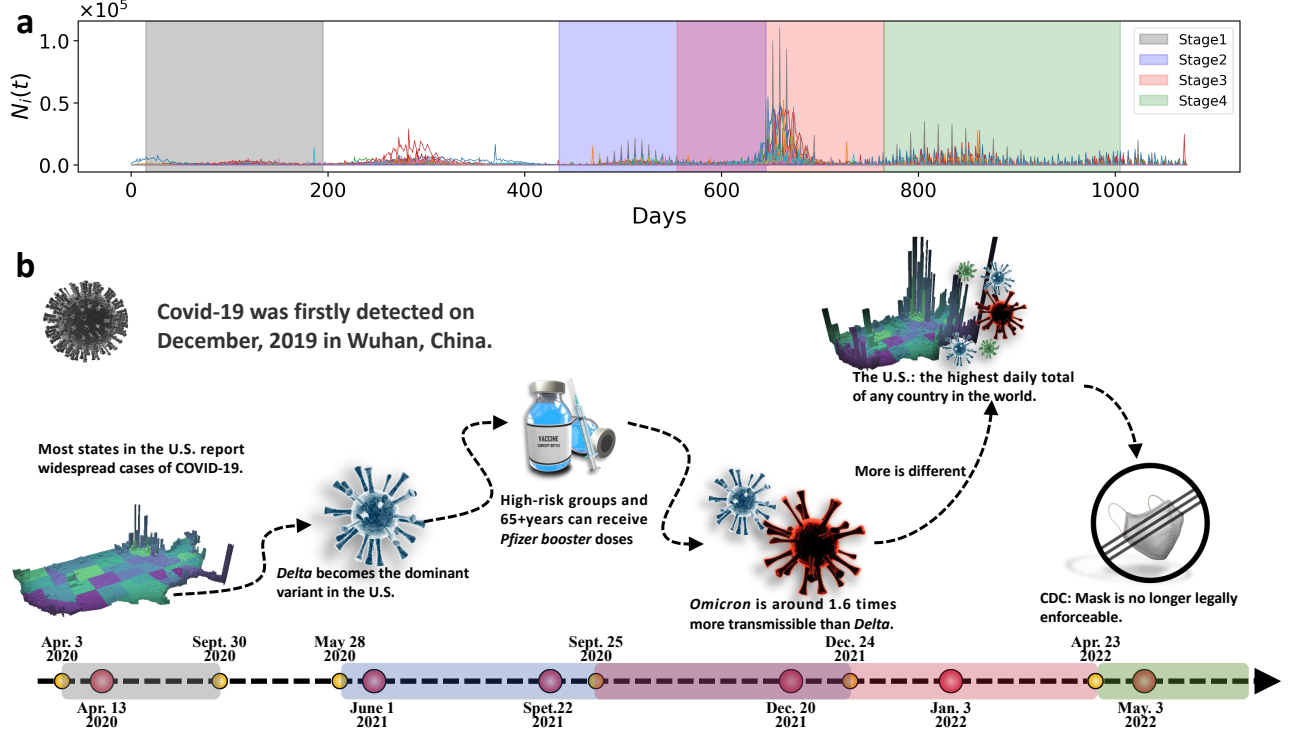 a
×10⁵
1.0
0.5
0.0
N_i(t)
0
200
400
600
800
1000
Days
Stage1
Stage2
Stage3
Stage4
b
Covid-19 was firstly detected on
December, 2019 in Wuhan, China.
Most states in the U.S. report
widespread cases of COVID-19.
Delta becomes the dominant
variant in the U.S.
VACCINE
CONCEPT BOTTLE
High-risk groups and
65+years can receive
Pfizer booster doses
Omicron is around 1.6 times
more transmissible than Delta.
More is different
The U.S.: the highest daily total
of any country in the world.
CDC: Mask is no longer legally
enforceable.
Apr. 3
2020
Sept. 30
2020
May 28
2020
Sept. 25
2020
Dec. 24
2021
Apr. 23
2022
Apr. 13
2020
June 1
2021
Spet.22
2021
Dec. 20
2021
Jan. 3
2022
May. 3
2022